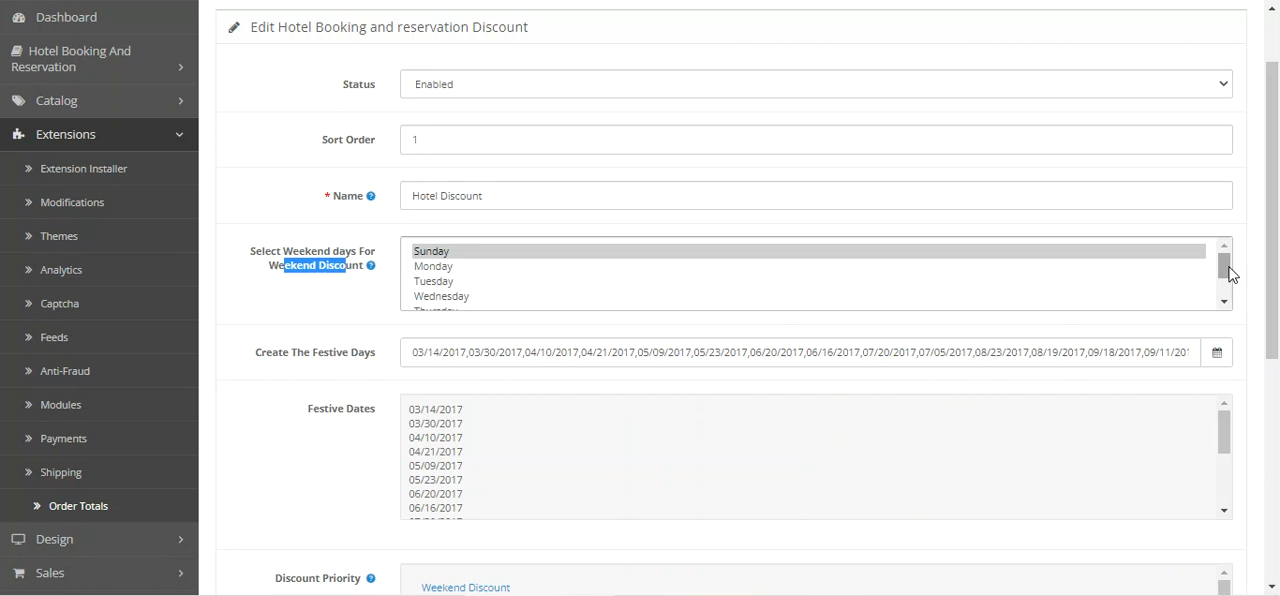 Dashboard
Hotel Booking And
Reservation
Catalog
Extensions
Extension Installer
Modifications
Themes
Analytics
Captcha
Feeds
Anti-Fraud
Modules
Payments
Shipping
Order Totals
Design
Sales
Edit Hotel Booking and reservation Discount
Status
Enabled
Sort Order
1
* Name
Hotel Discount
Select Weekend days For
Weekend Discount
Sunday
Monday
Tuesday
Wednesday
Thursday
Create The Festive Days
03/14/2017,03/30/2017,04/10/2017,04/21/2017,05/09/2017,05/23/2017,06/20/2017,06/16/2017,07/20/2017,07/05/2017,08/23/2017,08/19/2017,09/18/2017,09/11/201
Festive Dates
03/14/2017
03/30/2017
04/10/2017
04/21/2017
05/09/2017
05/23/2017
06/20/2017
06/16/2017
Discount Priority
Weekend Discount